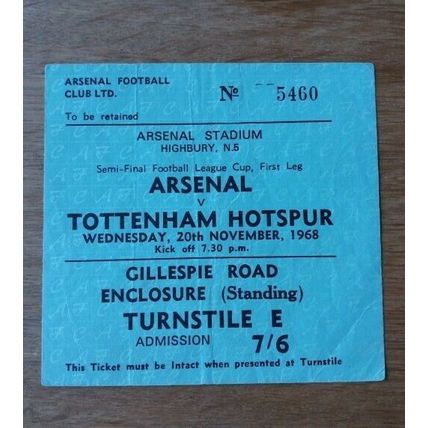 ARSENAL FOOTBALL
CLUB LTD.
Nº 5460
To be retained
ARSENAL STADIUM
HIGHBURY, N.5
Semi-Final Football League Cup, First Leg
ARSENAL
v
TOTTENHAM HOTSPUR
WEDNESDAY, 20th NOVEMBER, 1968
Kick off 7.30 p.m.
GILLESPIE ROAD
ENCLOSURE (Standing)
TURNSTILE E
ADMISSION 7/6
This Ticket must be Intact when presented at Turnstile